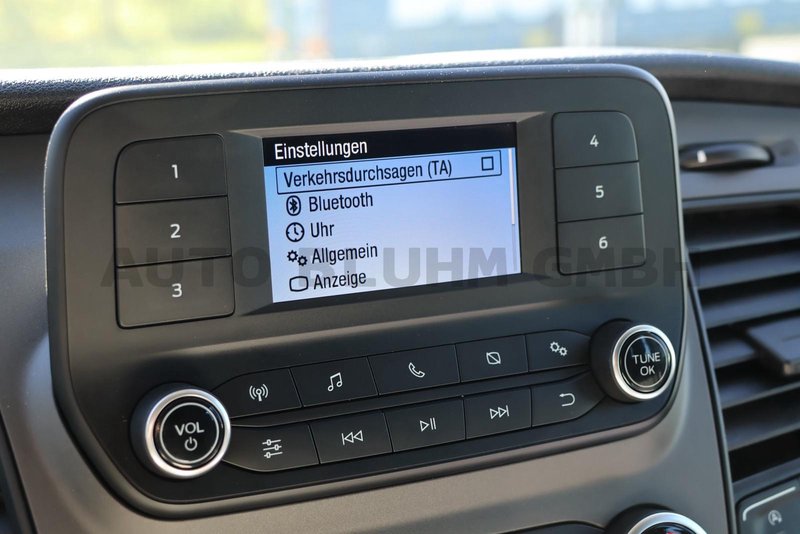 Einstellungen
Verkehrsdurchsagen (TA)
Bluetooth
Uhr
Allgemein
Anzeige
1
2
3
4
5
6
AUTO BLUHM GMBH
VOL
TUNE
OK